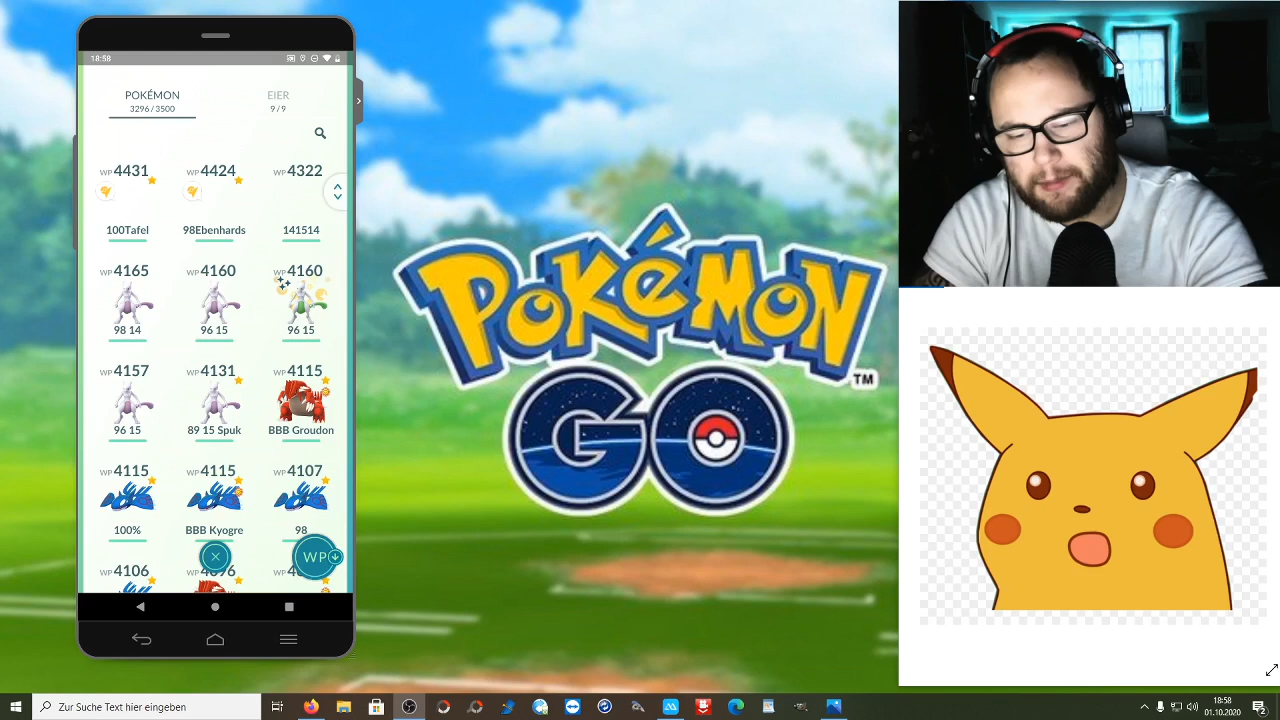 18:58
POKÉMON
3296 / 3500
EIER
9 / 9
WP4431
WP4424
WP4322
100Tafel
98Ebenhards
141514
WP4165
WP4160
WP4160
98 14
96 15
96 15
WP4157
WP4131
WP4115
96 15
89 15 Spuk
BBB Groudon
WP4115
WP4115
WP4107
100%
BBB Kyogre
98
WP
WP4106
POKÉMON
TM
GO
Zur Suche Text hier eingeben
18:58
01.10.2020
2